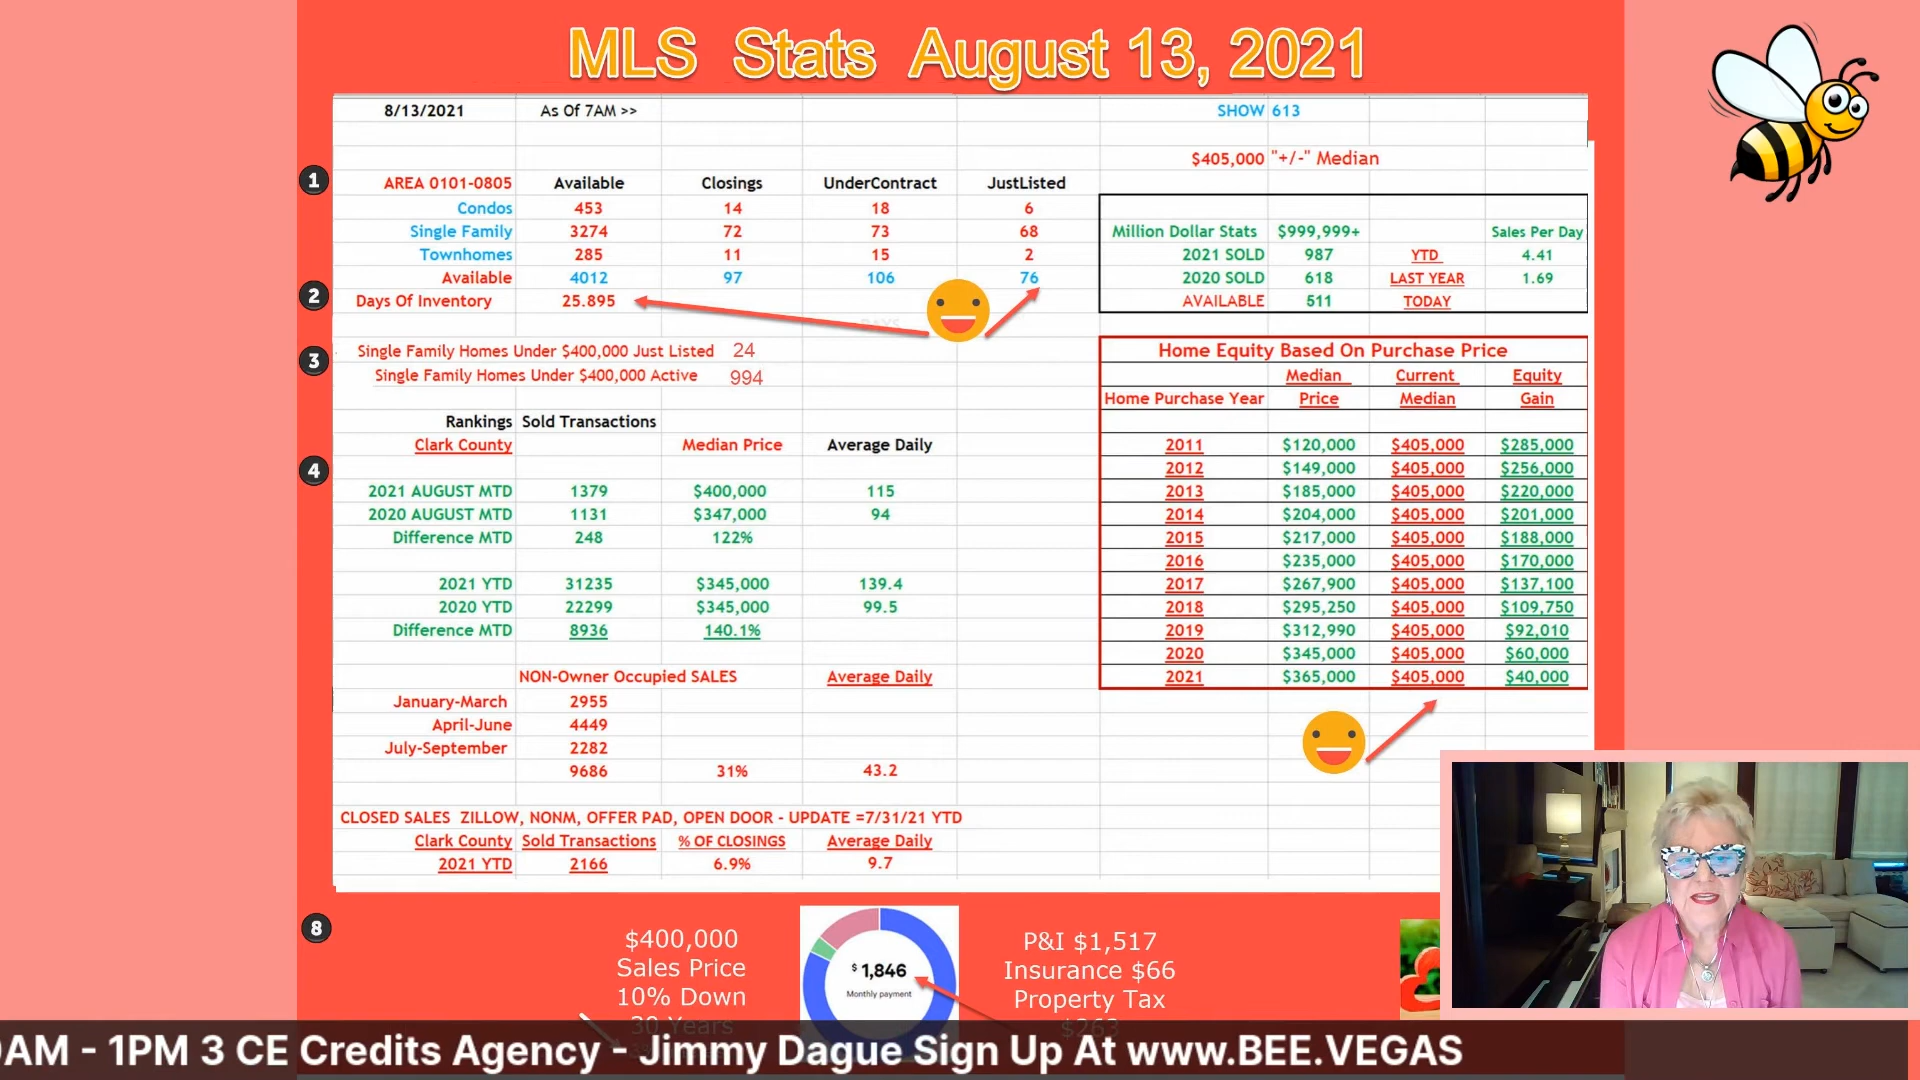 MLS Stats August 13, 2021
8/13/2021 As Of 7AM >> SHOW 613
$405,000 "+/-" Median
1 AREA 0101-0805 Available Closings UnderContract JustListed
Condos 453 14 18 6
Single Family 3274 72 73 68 Million Dollar Stats $999,999+ Sales Per Day
Townhomes 285 11 15 2 2021 SOLD 987 YTD 4.41
Available 4012 97 106 76 2020 SOLD 618 LAST YEAR 1.69
2 Days Of Inventory 25.895 AVAILABLE 511 TODAY
3 Single Family Homes Under $400,000 Just Listed 24 Home Equity Based On Purchase Price
Single Family Homes Under $400,000 Active 994 Median Current Equity
Home Purchase Year Price Median Gain
Rankings Sold Transactions
Clark County Median Price Average Daily 2011 $120,000 $405,000 $285,000
4 2012 $149,000 $405,000 $256,000
2021 AUGUST MTD 1379 $400,000 115 2013 $185,000 $405,000 $220,000
2020 AUGUST MTD 1131 $347,000 94 2014 $204,000 $405,000 $201,000
Difference MTD 248 122% 2015 $217,000 $405,000 $188,000
2016 $235,000 $405,000 $170,000
2021 YTD 31235 $345,000 139.4 2017 $267,900 $405,000 $137,100
2020 YTD 22299 $345,000 99.5 2018 $295,250 $405,000 $109,750
Difference MTD 8936 140.1% 2019 $312,990 $405,000 $92,010
2020 $345,000 $405,000 $60,000
NON-Owner Occupied SALES Average Daily 2021 $365,000 $405,000 $40,000
January-March 2955
April-June 4449
July-September 2282
9686 31% 43.2
CLOSED SALES ZILLOW, NONM, OFFER PAD, OPEN DOOR - UPDATE =7/31/21 YTD
Clark County Sold Transactions % OF CLOSINGS Average Daily
2021 YTD 2166 6.9% 9.7
8
$400,000
Sales Price
10% Down
30 Years
$1,846
Monthly payment
P&I $1,517
Insurance $66
Property Tax
$263
AM - 1PM 3 CE Credits Agency - Jimmy Dague Sign Up At www.BEE.VEGAS